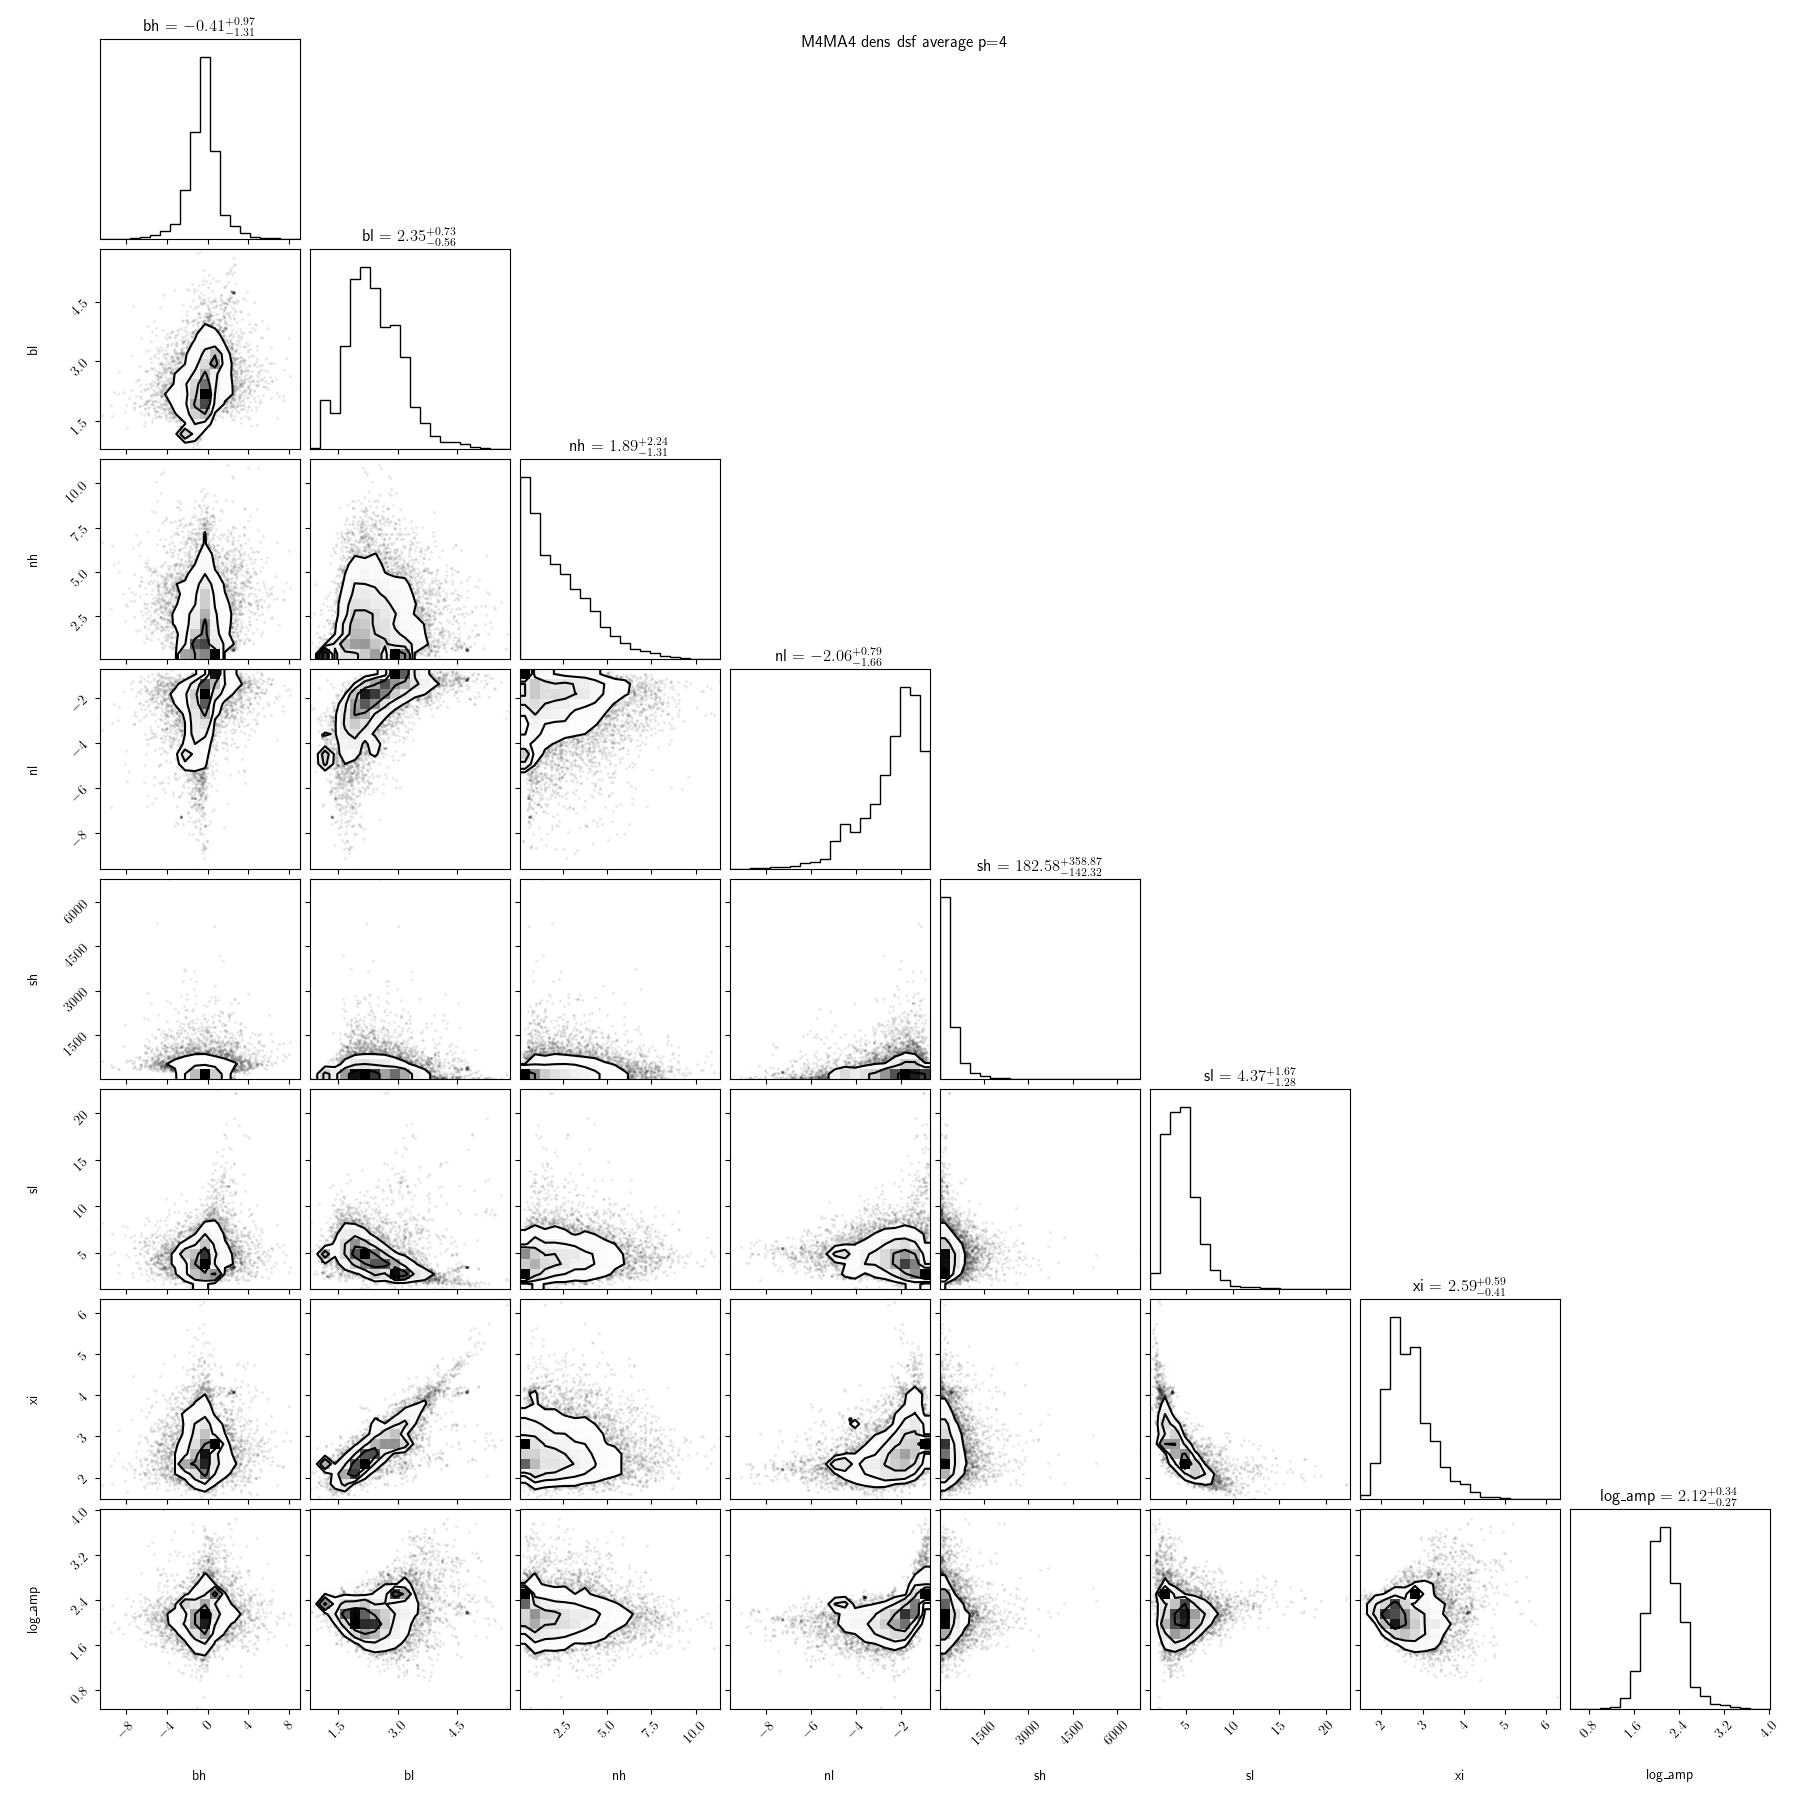 M4MA4 dens dsf average p=4
bh = −0.41 +0.97 −1.31
bl = 2.35 +0.73 −0.56
nh = 1.89 +2.24 −1.31
nl = −2.06 +0.79 −1.66
sh = 182.58 +358.87 −142.32
sl = 4.37 +1.67 −1.28
xi = 2.59 +0.59 −0.41
log_amp = 2.12 +0.34 −0.27
bl
4.5
3.0
1.5
nh
10.0
7.5
5.0
2.5
nl
−2
−4
−6
−8
sh
6000
4500
3000
1500
sl
20
15
10
5
xi
6
5
4
3
2
log_amp
4.0
3.2
2.4
1.6
0.8
−8 −4 0 4 8
1.5 3.0 4.5
2.5 5.0 7.5 10.0
−8 −6 −4 −2
1500 3000 4500 6000
5 10 15 20
2 3 4 5 6
0.8 1.6 2.4 3.2 4.0
bh bl nh nl sh sl xi log_amp